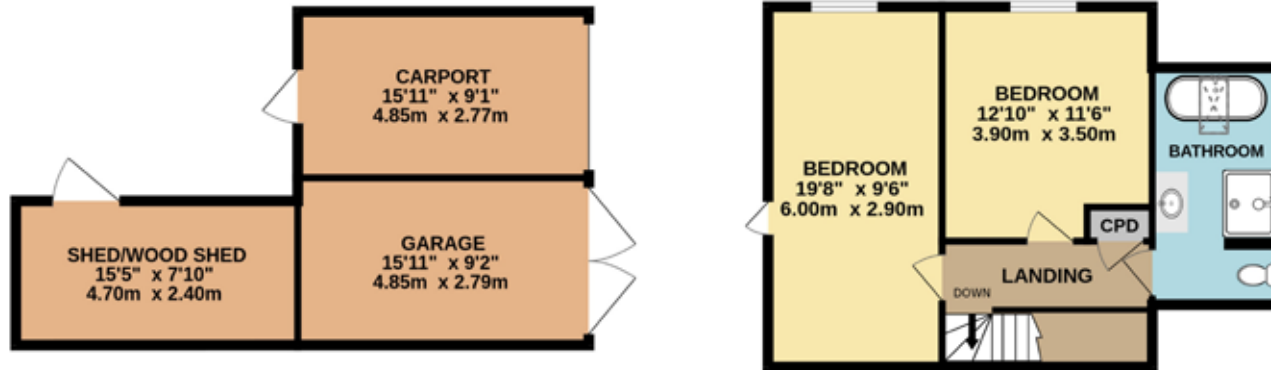 CARPORT
15'11" x 9'1"
4.85m x 2.77m
SHED/WOOD SHED
15'5" x 7'10"
4.70m x 2.40m
GARAGE
15'11" x 9'2"
4.85m x 2.79m
BEDROOM
19'8" x 9'6"
6.00m x 2.90m
BEDROOM
12'10" x 11'6"
3.90m x 3.50m
BATHROOM
CPD
LANDING
DOWN